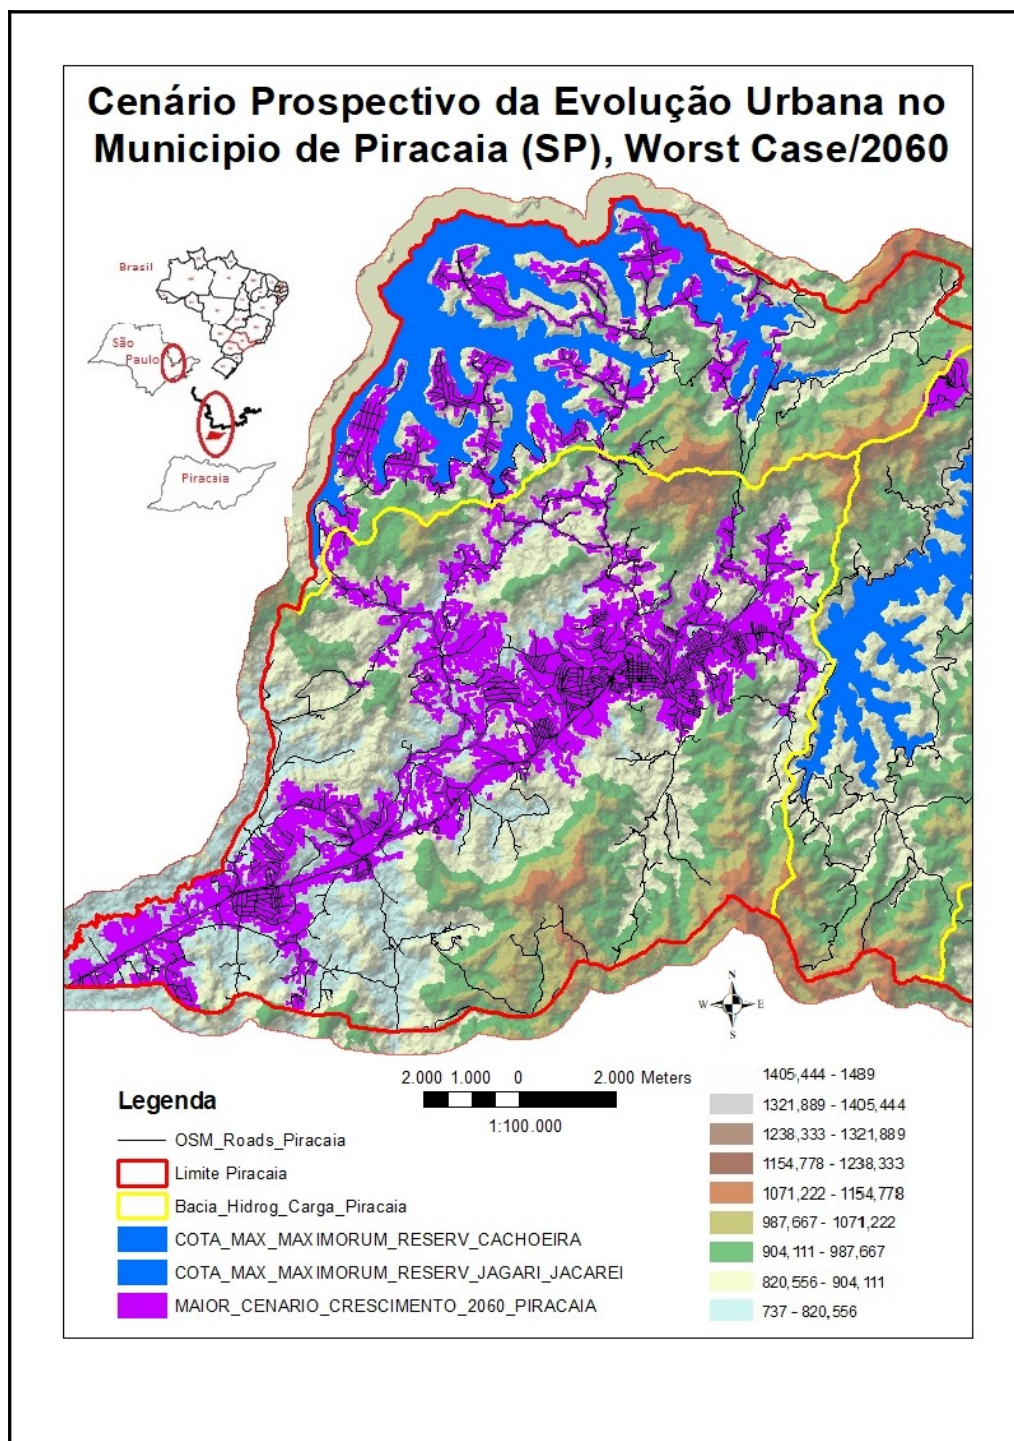 Cenário Prospectivo da Evolução Urbana no
Municipio de Piracaia (SP), Worst Case/2060
Brasil
São
Paulo
Piracaia
N
W
E
S
Legenda
OSM_Roads_Piracaia
Limite Piracaia
Bacia_Hidrog_Carga_Piracaia
COTA_MAX_MAXIMORUM_RESERV_CACHOEIRA
COTA_MAX_MAXIMORUM_RESERV_JAGARI_JACAREI
MAIOR_CENARIO_CRESCIMENTO_2060_PIRACAIA
2.000 1.000 0 2.000 Meters
1:100.000
1405,444 - 1489
1321,889 - 1405,444
1238,333 - 1321,889
1154,778 - 1238,333
1071,222 - 1154,778
987,667 - 1071,222
904,111 - 987,667
820,556 - 904,111
737 - 820,556